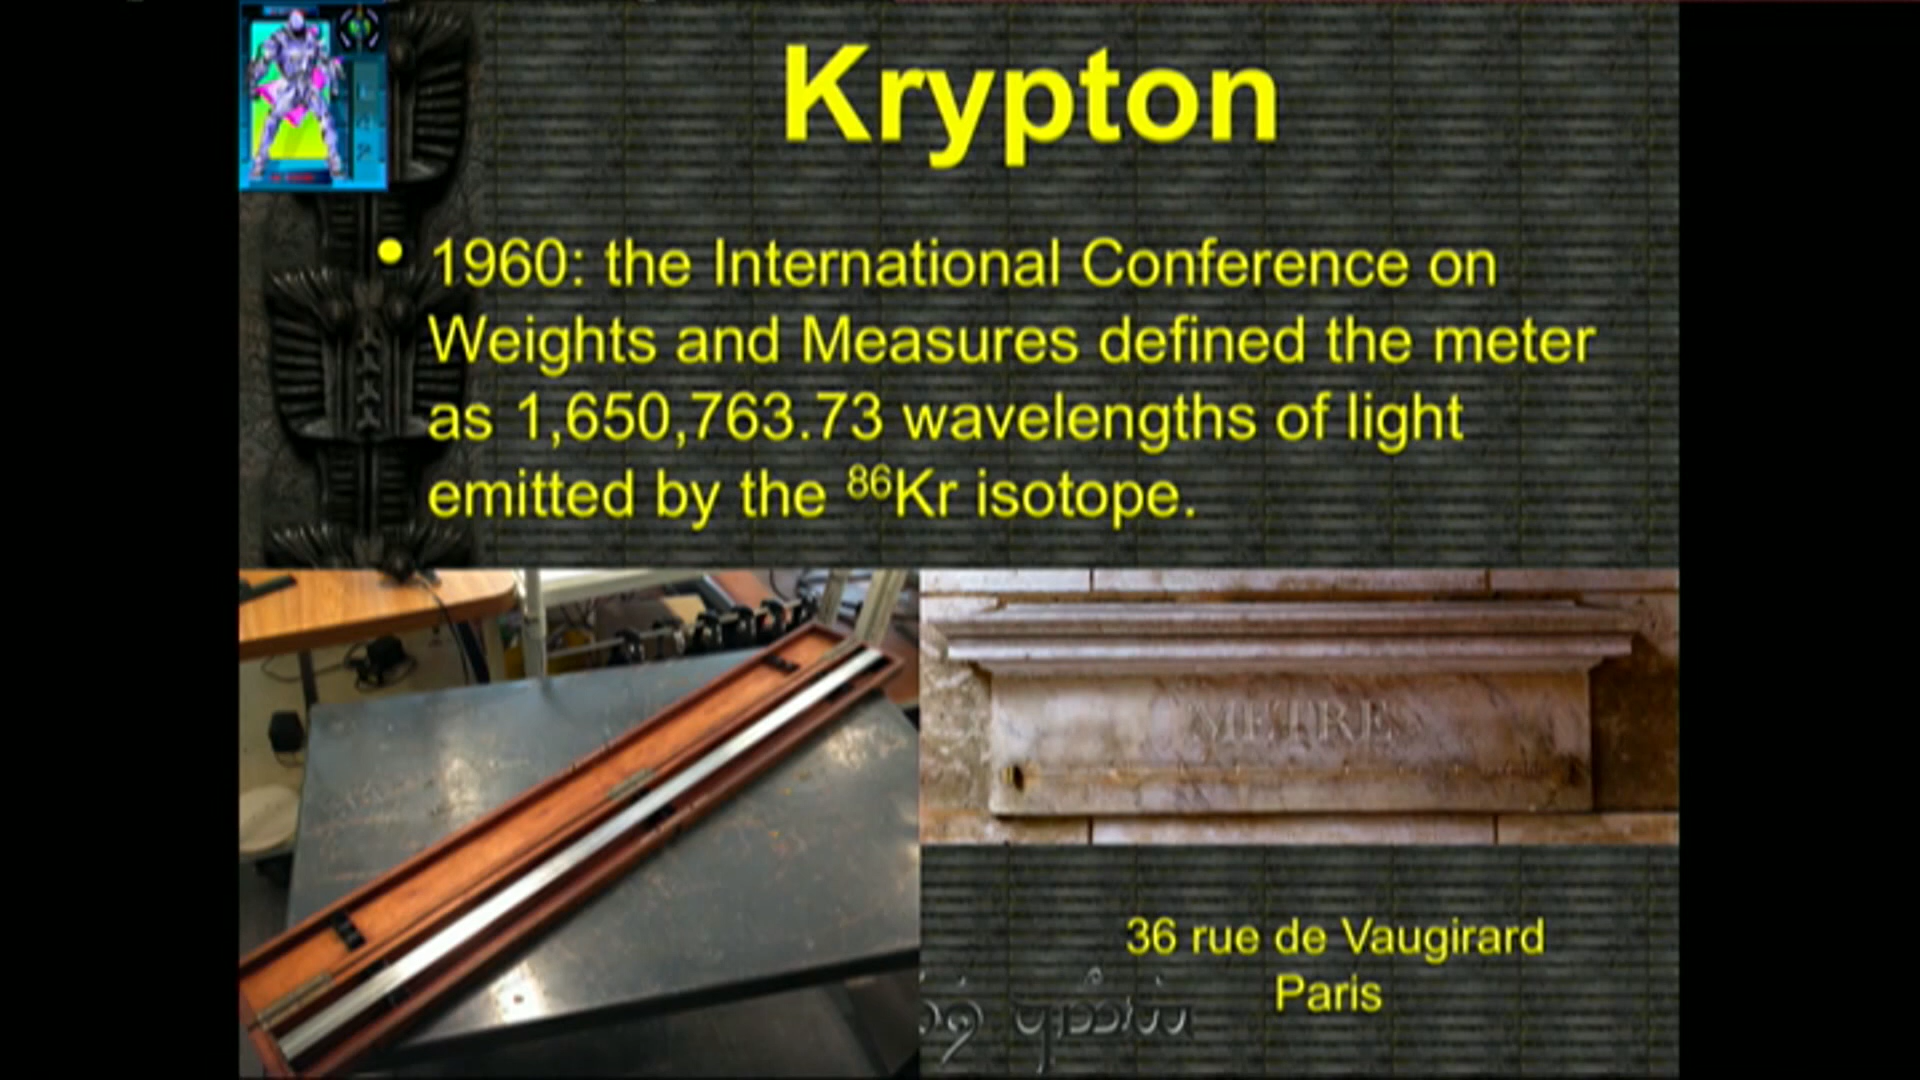 Krypton
• 1960: the International Conference on
Weights and Measures defined the meter
as 1,650,763.73 wavelengths of light
emitted by the ⁸⁶Kr isotope.
METRE
36 rue de Vaugirard
Paris